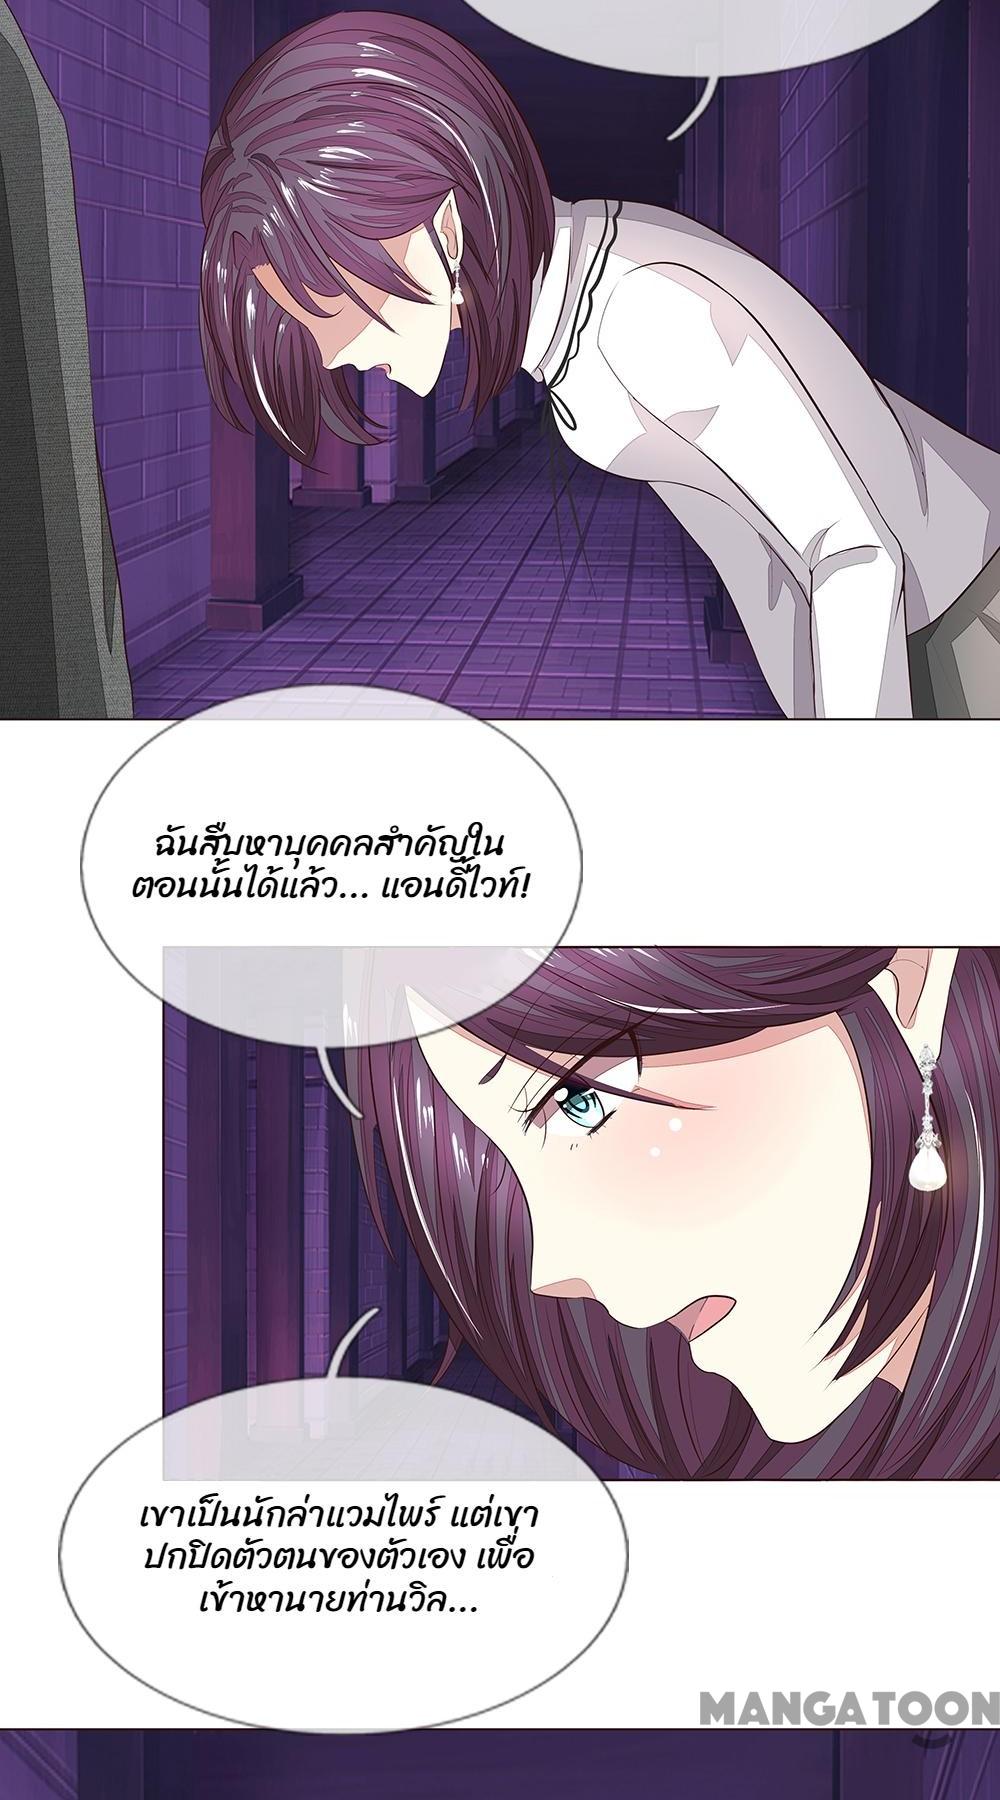 ฉันสืบหาบุคคลสำคัญใน
ตอนนั้นได้แล้ว... แอนดี้ไวท์!
เขาเป็นนักล่าแวมไพร์ แต่เขา
ปกปิดตัวตนของตัวเอง เพื่อ
เข้าหานายท่านวิล...
MANGATOON